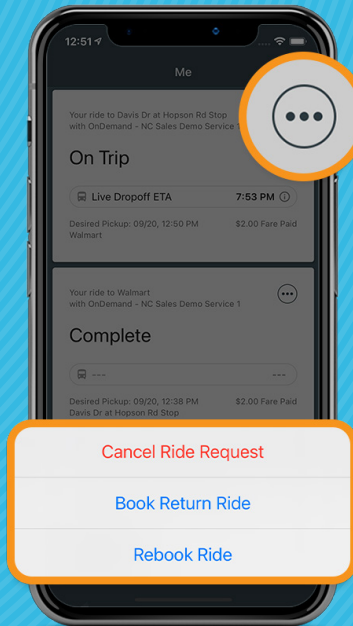 12:51
Me
Your ride to Davis Dr at Hopson Rd Stop
with OnDemand - NC Sales Demo Service 1
On Trip
Live Dropoff ETA 7:53 PM
Desired Pickup: 09/20, 12:50 PM $2.00 Fare Paid
Walmart
Your ride to Walmart
with OnDemand - NC Sales Demo Service 1
Complete
--- ---
Desired Pickup: 09/20, 12:38 PM $2.00 Fare Paid
Davis Dr at Hopson Rd Stop
Cancel Ride Request
Book Return Ride
Rebook Ride